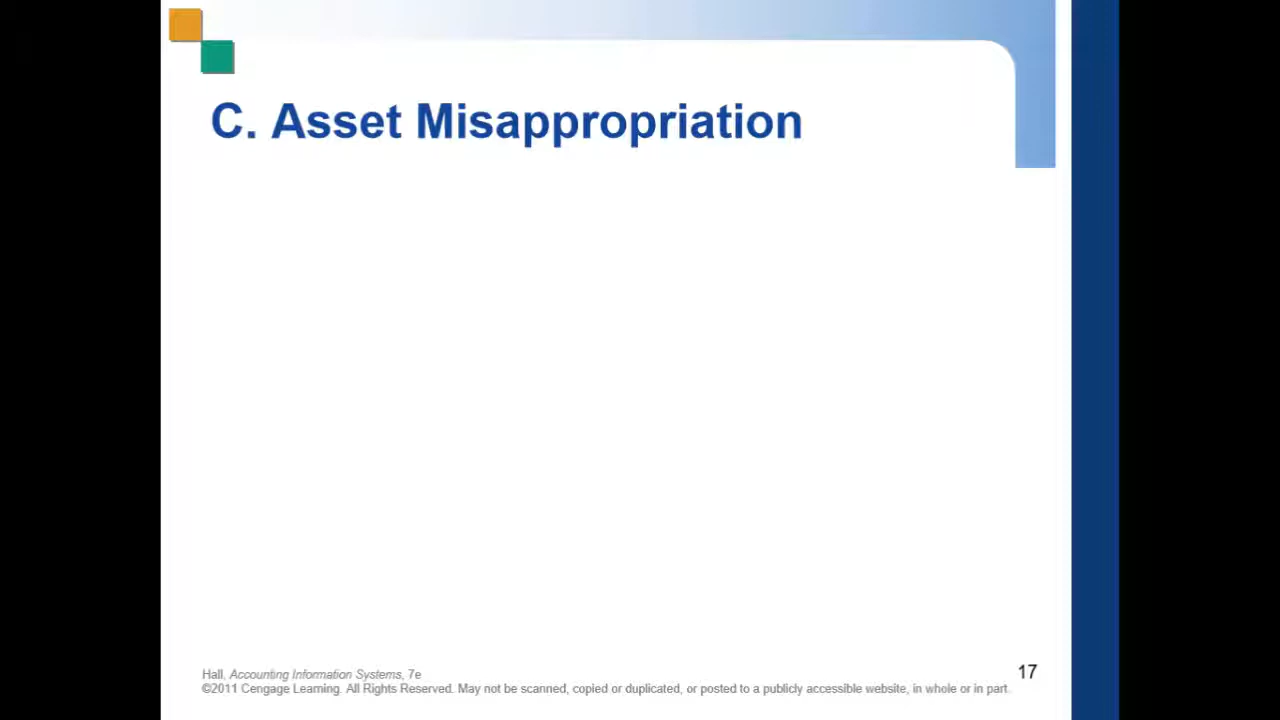 C. Asset Misappropriation
Hall, Accounting Information Systems, 7e
©2011 Cengage Learning. All Rights Reserved. May not be scanned, copied or duplicated, or posted to a publicly accessible website, in whole or in part.
17